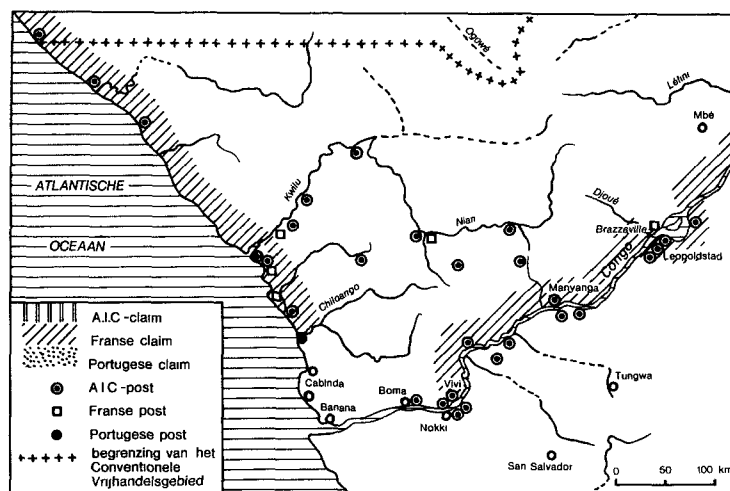 Ogowé
Léfini
Mbé
ATLANTISCHE
OCEAAN
Kwilu
Nian
Djoué
Brazzaville
Congo
Leopoldstad
Manyanga
Chiloango
Cabinda
Banana
Boma
Vivi
Nokki
Tungwa
San Salvador
A.I.C-claim
Franse claim
Portugese claim
A I C-post
Franse post
Portugese post
begrenzing van het
Conventionele
Vrijhandelsgebied
0 50 100 km